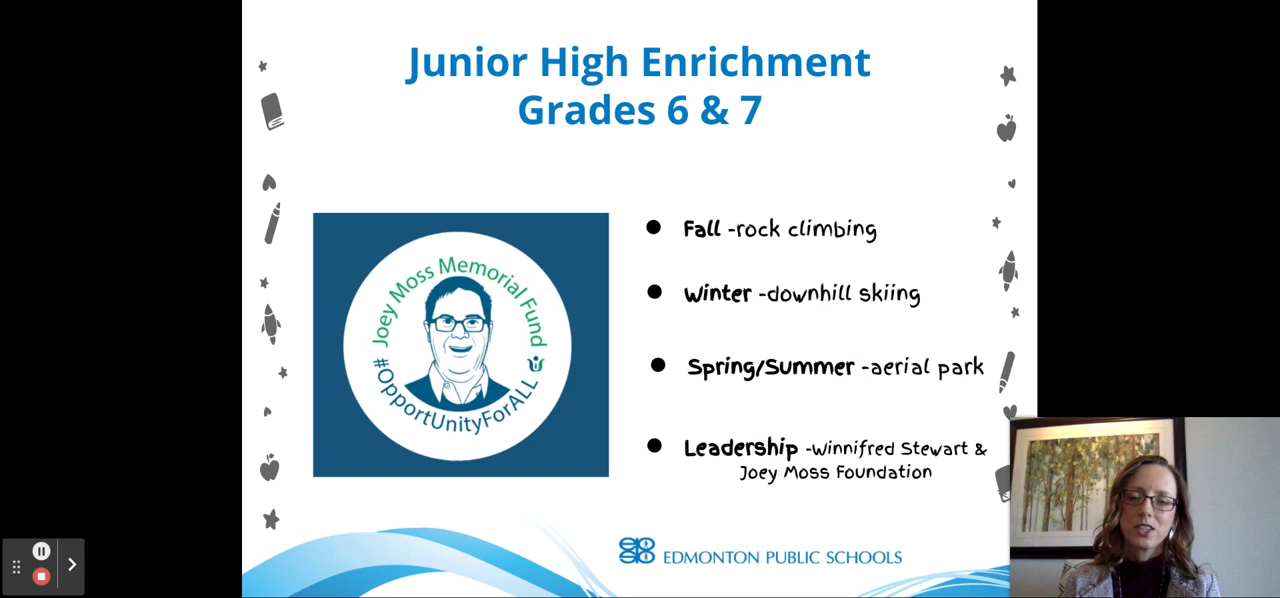 Junior High Enrichment
Grades 6 & 7
Joey Moss Memorial Fund
#OpportUnityForALL
Fall -rock climbing
Winter -downhill skiing
Spring/Summer -aerial park
Leadership -Winnifred Stewart &
Joey Moss Foundation
EDMONTON PUBLIC SCHOOLS